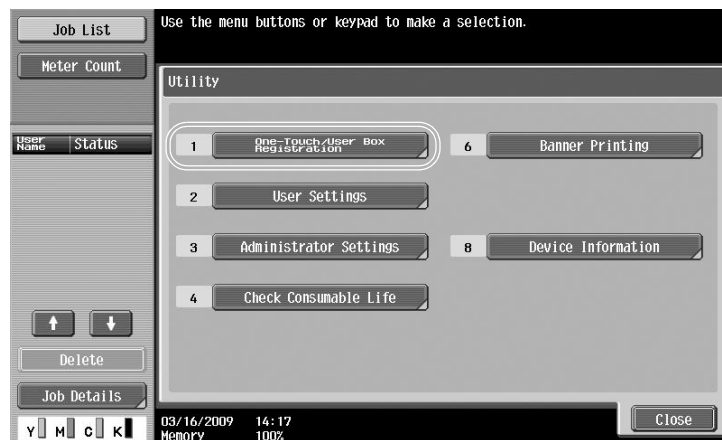 Job List
Use the menu buttons or keypad to make a selection.
Meter Count
Utility
User Name Status
1 One-Touch/User Box Registration
6 Banner Printing
2 User Settings
3 Administrator Settings
8 Device Information
4 Check Consumable Life
Delete
Job Details
Close
Y M C K
03/16/2009 14:17
Memory 100%